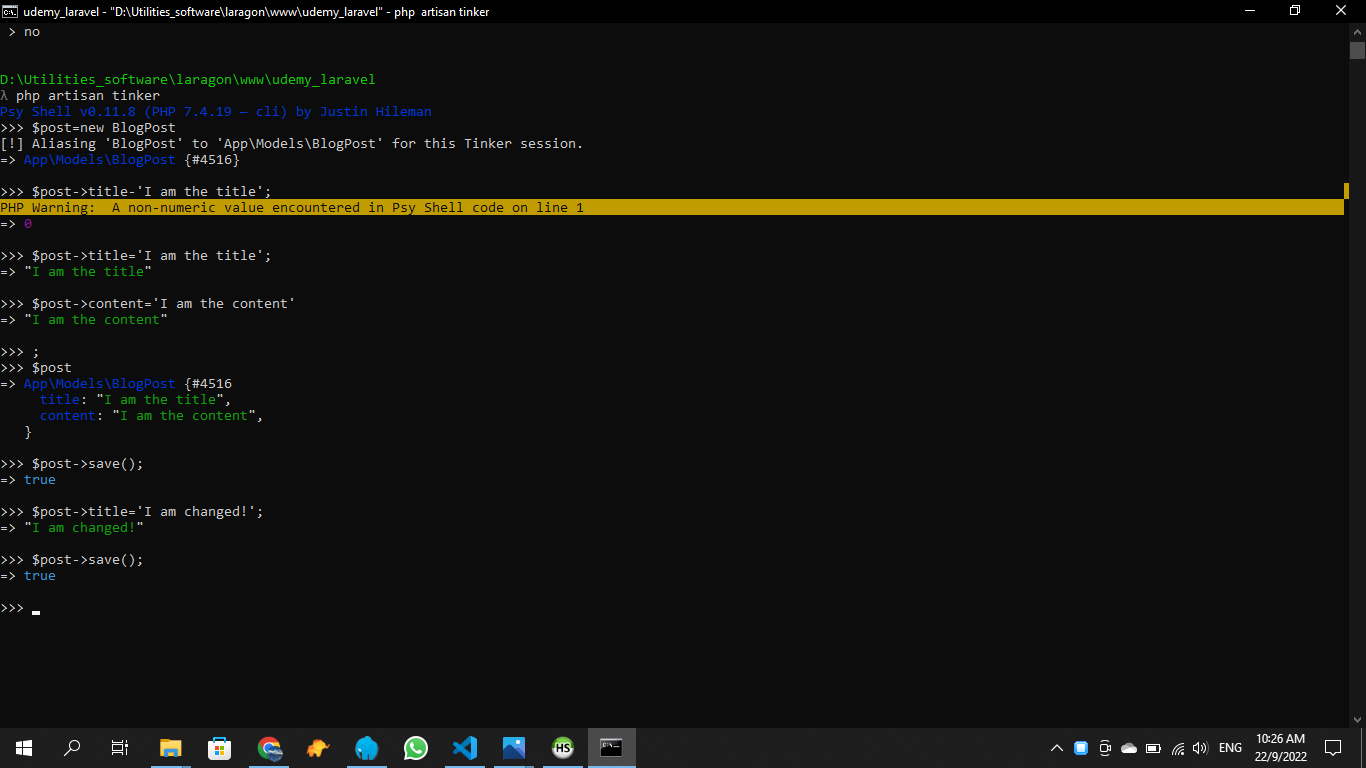 udemy_laravel - "D:\Utilities_software\laragon\www\udemy_laravel" - php  artisan tinker
> no
D:\Utilities_software\laragon\www\udemy_laravel
λ php artisan tinker
Psy Shell v0.11.8 (PHP 7.4.19 — cli) by Justin Hileman
>>> $post=new BlogPost
[!] Aliasing 'BlogPost' to 'App\Models\BlogPost' for this Tinker session.
=> App\Models\BlogPost {#4516}
>>> $post->title-'I am the title';
PHP Warning:  A non-numeric value encountered in Psy Shell code on line 1
=> 0
>>> $post->title='I am the title';
=> "I am the title"
>>> $post->content='I am the content'
=> "I am the content"
>>> ;
>>> $post
=> App\Models\BlogPost {#4516
title: "I am the title",
content: "I am the content",
}
>>> $post->save();
=> true
>>> $post->title='I am changed!';
=> "I am changed!"
>>> $post->save();
=> true
>>>
HS
ENG
10:26 AM
22/9/2022